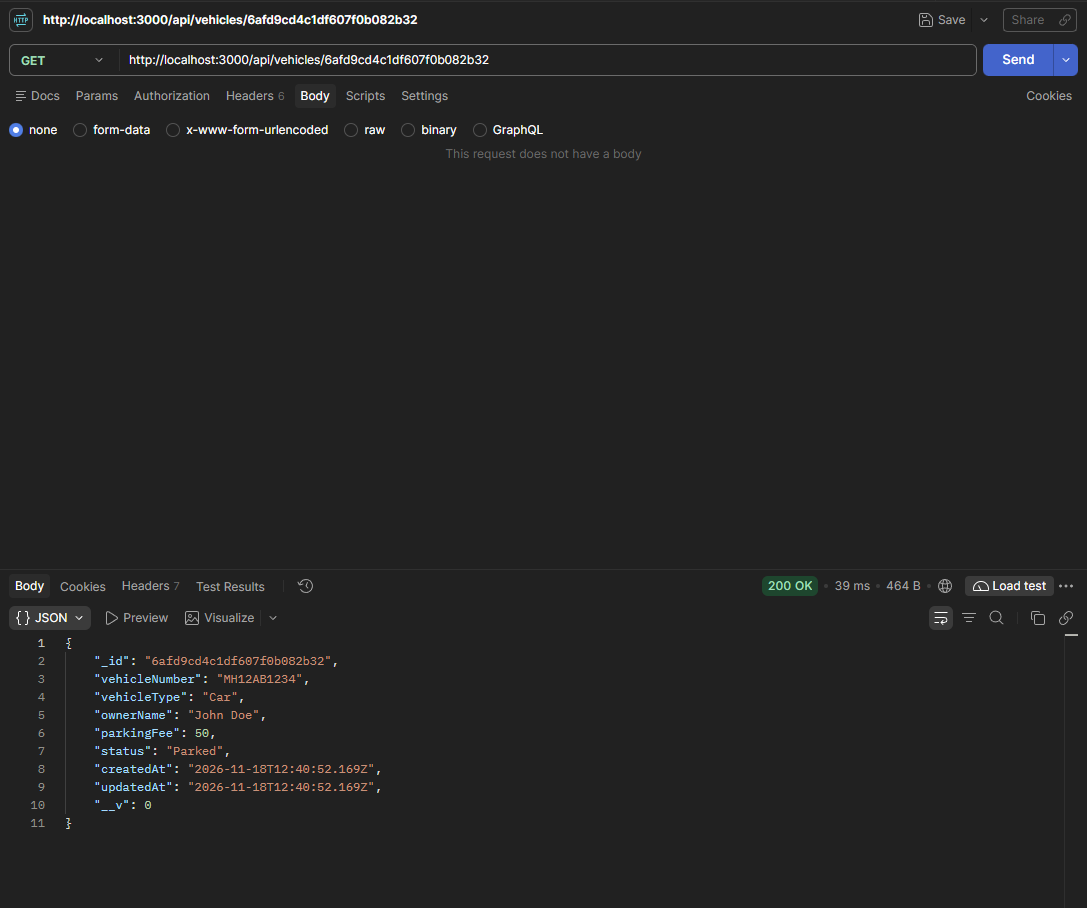 HTTP http://localhost:3000/api/vehicles/6afd9cd4c1df607f0b082b32 Save Share
GET http://localhost:3000/api/vehicles/6afd9cd4c1df607f0b082b32 Send
Docs Params Authorization Headers 6 Body Scripts Settings Cookies
none form-data x-www-form-urlencoded raw binary GraphQL
This request does not have a body
Body Cookies Headers 7 Test Results 200 OK • 39 ms • 464 B • Load test
{} JSON Preview Visualize
1 {
2 "_id": "6afd9cd4c1df607f0b082b32",
3 "vehicleNumber": "MH12AB1234",
4 "vehicleType": "Car",
5 "ownerName": "John Doe",
6 "parkingFee": 50,
7 "status": "Parked",
8 "createdAt": "2026-11-18T12:40:52.169Z",
9 "updatedAt": "2026-11-18T12:40:52.169Z",
10 "__v": 0
11 }